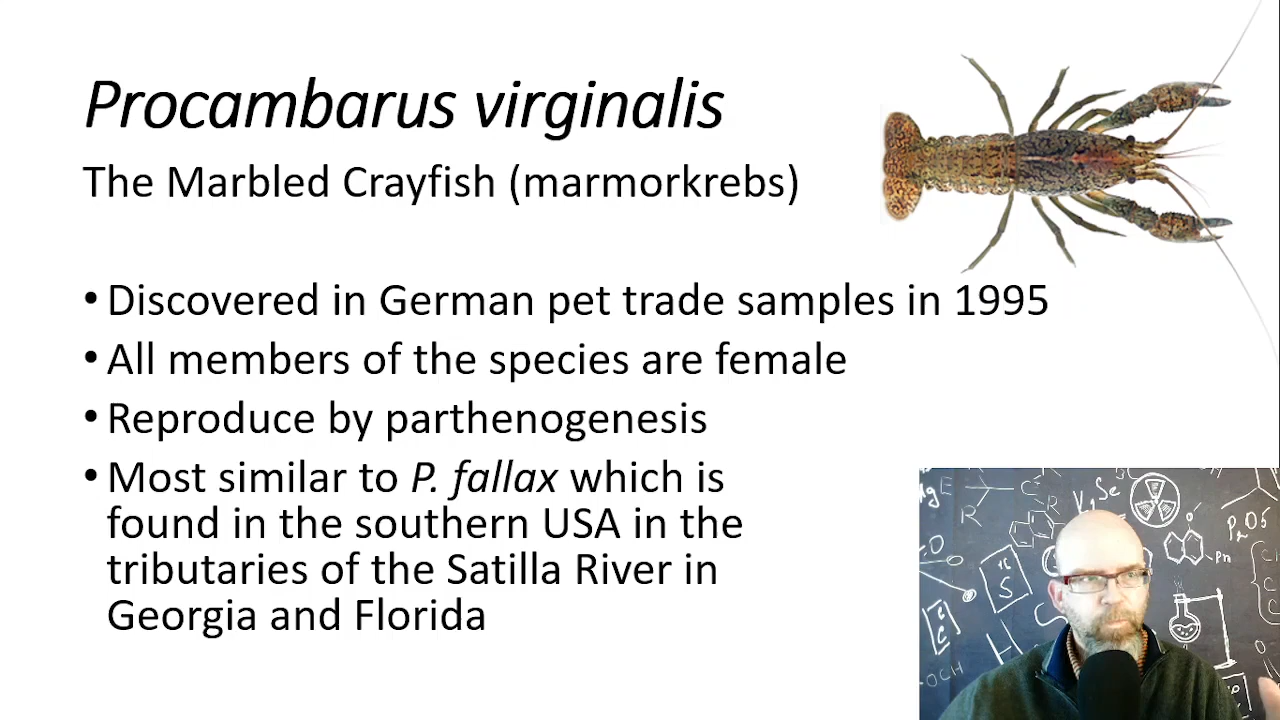 Procambarus virginalis
The Marbled Crayfish (marmorkrebs)
• Discovered in German pet trade samples in 1995
• All members of the species are female
• Reproduce by parthenogenesis
• Most similar to P. fallax which is
found in the southern USA in the
tributaries of the Satilla River in
Georgia and Florida